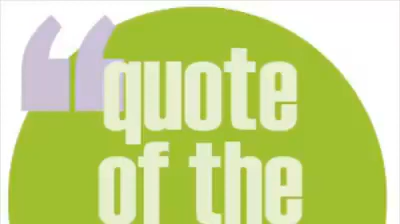 “quote
of the